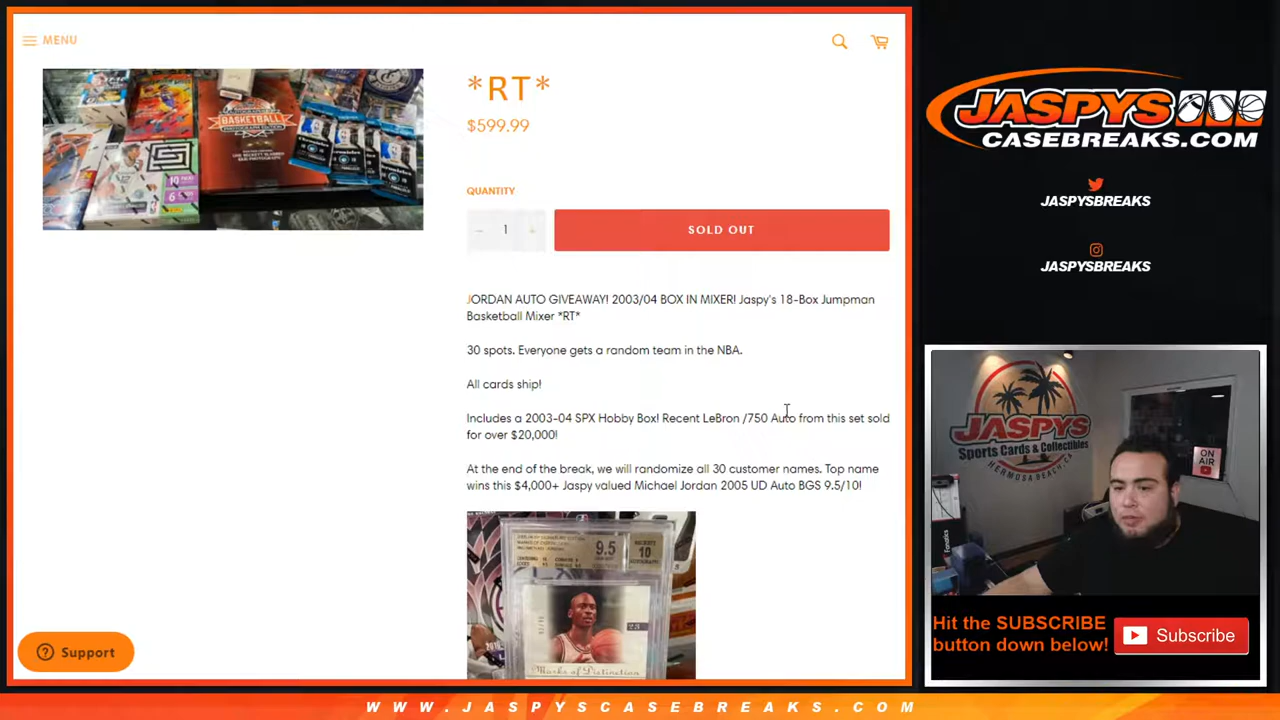 MENU
*RT*
$599.99
QUANTITY
− 1 +
SOLD OUT
JORDAN AUTO GIVEAWAY! 2003/04 BOX IN MIXER! Jaspy's 18-Box Jumpman
Basketball Mixer *RT*
30 spots. Everyone gets a random team in the NBA.
All cards ship!
Includes a 2003-04 SPX Hobby Box! Recent LeBron /750 Auto from this set sold
for over $20,000!
At the end of the break, we will randomize all 30 customer names. Top name
wins this $4,000+ Jaspy valued Michael Jordan 2005 UD Auto BGS 9.5/10!
BASKETBALL
9.5
10
Marks of Distinction
Support
JASPYS
CASEBREAKS.COM
JASPYSBREAKS
JASPYSBREAKS
JASPYS
Sports Cards & Collectibles
HERMOSA BEACH, CA
ON
AIR
Fanatics
Hit the SUBSCRIBE
button down below!
Subscribe
WWW.JASPYSCASEBREAKS.COM